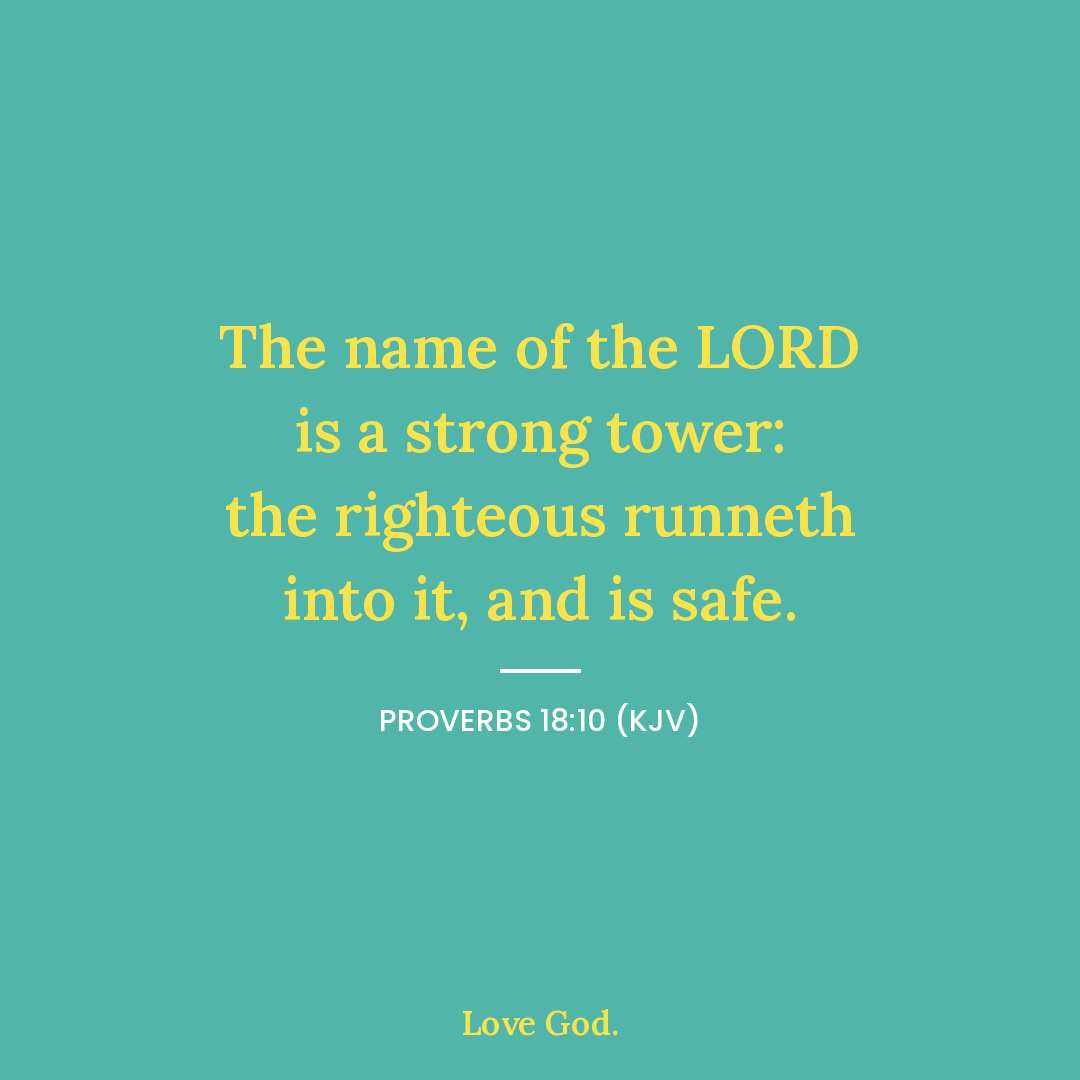 The name of the LORD
is a strong tower:
the righteous runneth
into it, and is safe.
PROVERBS 18:10 (KJV)
Love God.